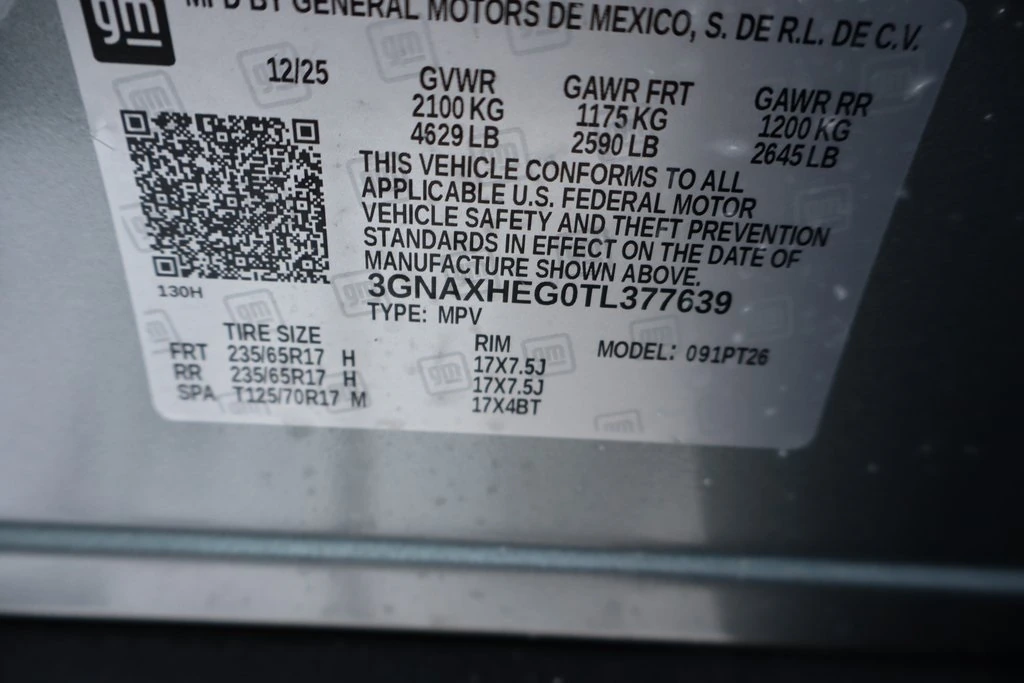 gm
MFD BY GENERAL MOTORS DE MEXICO, S. DE R.L. DE C.V.
12/25
GVWR GAWR FRT GAWR RR
2100 KG 1175 KG 1200 KG
4629 LB 2590 LB 2645 LB
THIS VEHICLE CONFORMS TO ALL
APPLICABLE U.S. FEDERAL MOTOR
VEHICLE SAFETY AND THEFT PREVENTION
STANDARDS IN EFFECT ON THE DATE OF
MANUFACTURE SHOWN ABOVE.
130H
3GNAXHEG0TL377639
TYPE: MPV
TIRE SIZE RIM MODEL: 091PT26
FRT 235/65R17 H 17X7.5J
RR 235/65R17 H 17X7.5J
SPA T125/70R17 M 17X4BT